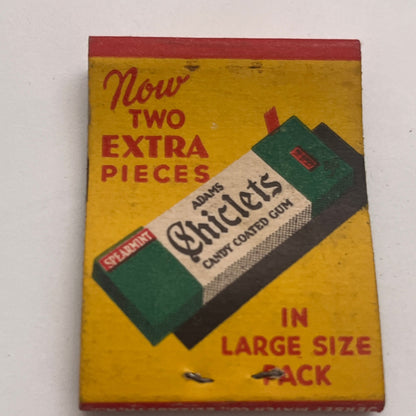 Now
TWO
EXTRA
PIECES
ADAMS
Chiclets
CANDY COATED GUM
SPEARMINT
IN
LARGE SIZE
PACK